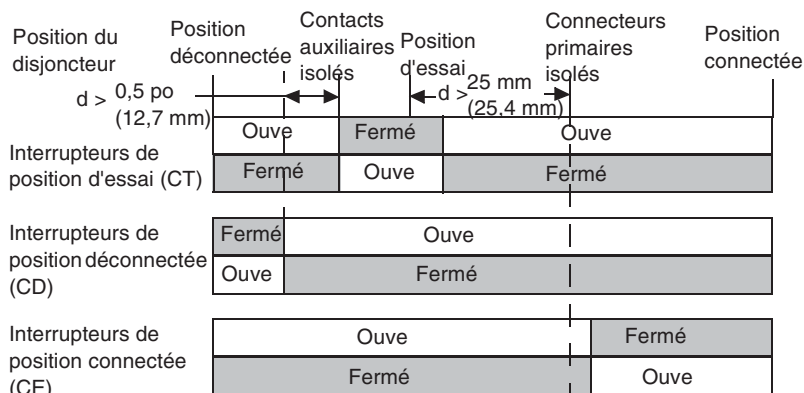 Position du
disjoncteur
Position
déconnectée
Contacts
auxiliaires
isolés
Position
d'essai
Connecteurs
primaires
isolés
Position
connectée
d > 0,5 po
(12,7 mm)
d > 25 mm
(25,4 mm)
Interrupteurs de
position d'essai (CT)
Ouve Fermé Ouve
Fermé Ouve Fermé
Interrupteurs de
position déconnectée
(CD)
Fermé Ouve
Ouve Fermé
Interrupteurs de
position connectée
(CE)
Ouve Fermé
Fermé Ouve